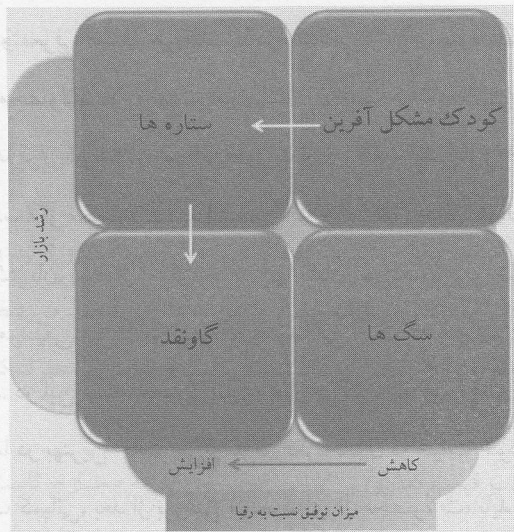 کودک مشکل آفرین
ستاره ها
رشد بازار
سگ ها
گاونقد
کاهش
افزایش
میزان توفیق نسبت به رقبا